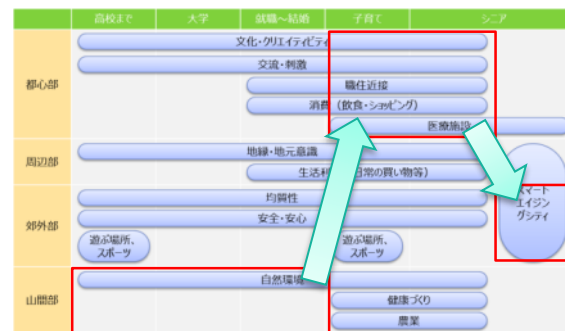 高校まで 大学 就職～結婚 子育て シニア
都心部
文化・クリエイティビティ
交流・刺激
職住近接
消費（飲食・ショッピング）
医療施設
周辺部
地縁・地元意識
生活利 日常の買い物等）
スマート
エイジン
グシティ
郊外部
均質性
安全・安心
遊ぶ場所、
スポーツ
遊ぶ場所、
スポーツ
山間部
自然環境
健康づくり
農業